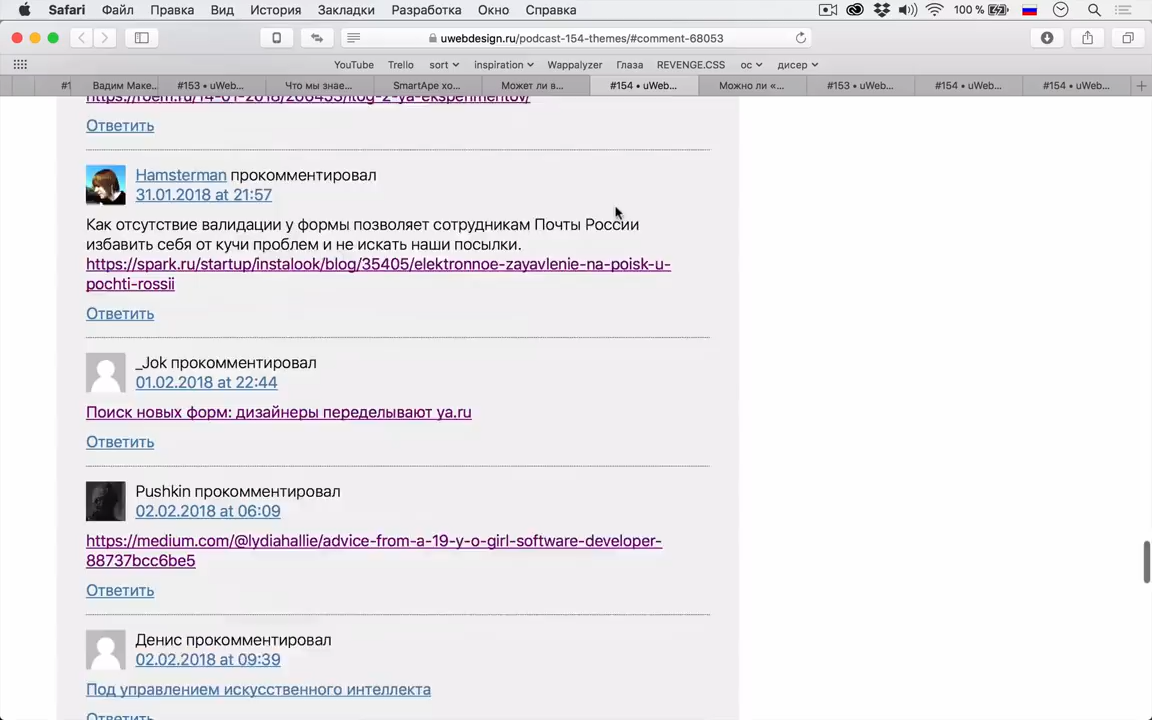 Safari Файл Правка Вид История Закладки Разработка Окно Справка 100 %
uwebdesign.ru/podcast-154-themes/#comment-68053
YouTube Trello sort inspiration Wappalyzer Глаза REVENGE.CSS ос дисер
#1 Вадим Маке... #153 • uWeb... Что мы знае... SmartApe хо... Может ли в... #154 • uWeb... Можно ли «... #153 • uWeb... #154 • uWeb... #154 • uWeb...
Ответить
Hamsterman прокомментировал
31.01.2018 at 21:57
Как отсутствие валидации у формы позволяет сотрудникам Почты России
избавить себя от кучи проблем и не искать наши посылки.
https://spark.ru/startup/instalook/blog/35405/elektronnoe-zayavlenie-na-poisk-u-
pochti-rossii
Ответить
_Jok прокомментировал
01.02.2018 at 22:44
Поиск новых форм: дизайнеры переделывают ya.ru
Ответить
Pushkin прокомментировал
02.02.2018 at 06:09
https://medium.com/@lydiahallie/advice-from-a-19-y-o-girl-software-developer-
88737bcc6be5
Ответить
Денис прокомментировал
02.02.2018 at 09:39
Под управлением искусственного интеллекта
Ответить